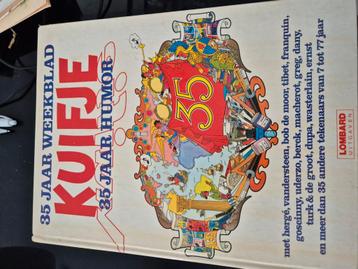 35 JAAR WEEKBLAD
KUIFJE
35 JAAR HUMOR
35
met hergé, vandersteen, bob de moor, tibet, franquin,
goscinny, uderzo, berck, macherot, greg, dany,
turk & de groot, dupa, wasterlain, ernst
en meer dan 35 andere tekenaars van 7 tot 77 jaar
LOMBARD
UITGAVEN